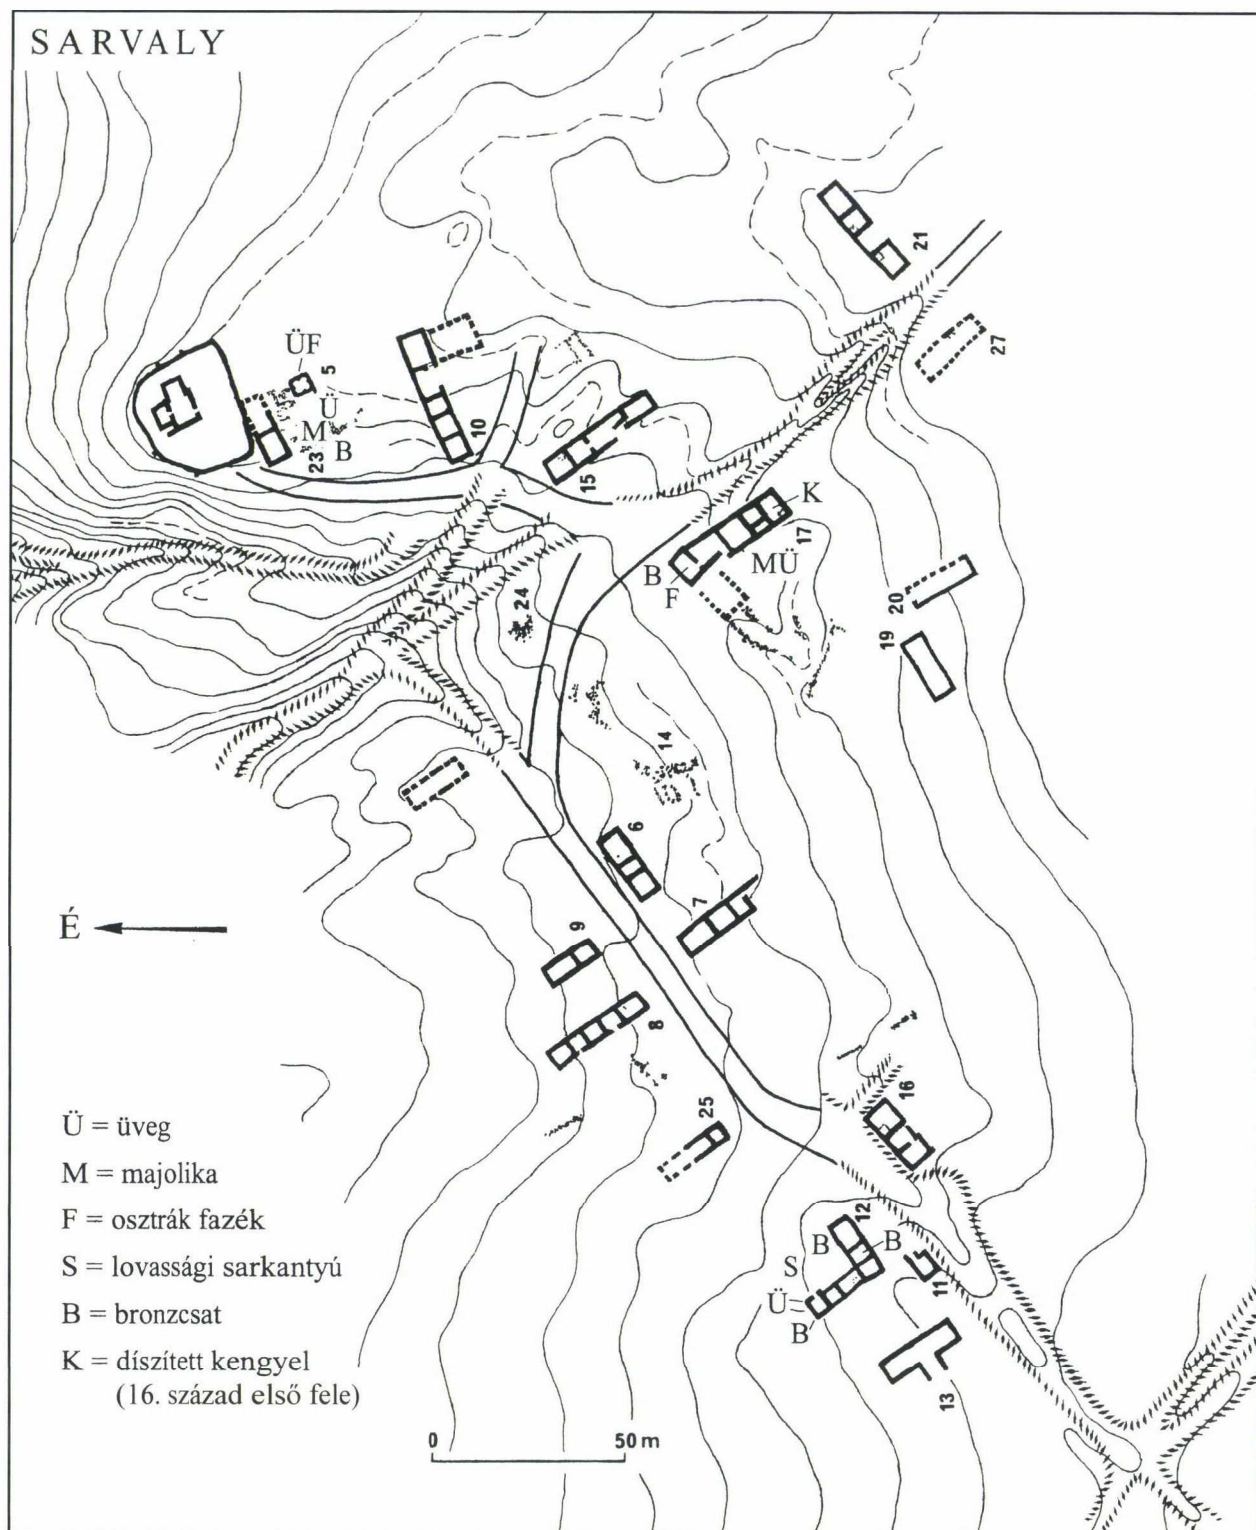 SARVALY
21
27
ÜF
5
Ü
M
B
23
10
15
K
17
MÜ
B
F
20
19
24
14
6
7
9
8
É
25
16
12
B
B
S
Ü
B
11
13
Ü = üveg
M = majolika
F = osztrák fazék
S = lovassági sarkantyú
B = bronzcsat
K = díszített kengyel
(16. század első fele)
0 50 m